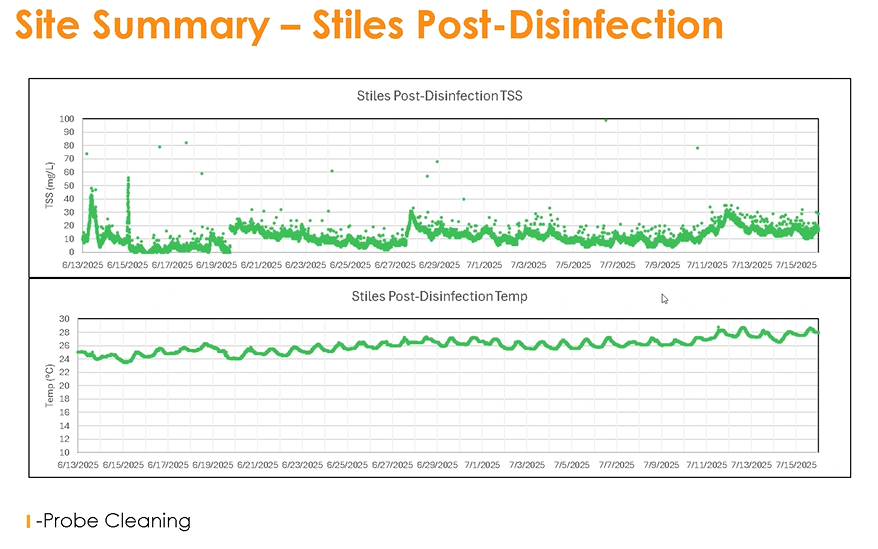 Site Summary – Stiles Post-Disinfection
Stiles Post-Disinfection TSS
100
90
80
70
60
50
40
30
20
10
0
TSS (mg/L)
6/13/2025 6/15/2025 6/17/2025 6/19/2025 6/21/2025 6/23/2025 6/25/2025 6/27/2025 6/29/2025 7/1/2025 7/3/2025 7/5/2025 7/7/2025 7/9/2025 7/11/2025 7/13/2025 7/15/2025
Stiles Post-Disinfection Temp
30
28
26
24
22
20
18
16
14
12
10
Temp (°C)
6/13/2025 6/15/2025 6/17/2025 6/19/2025 6/21/2025 6/23/2025 6/25/2025 6/27/2025 6/29/2025 7/1/2025 7/3/2025 7/5/2025 7/7/2025 7/9/2025 7/11/2025 7/13/2025 7/15/2025
-Probe Cleaning